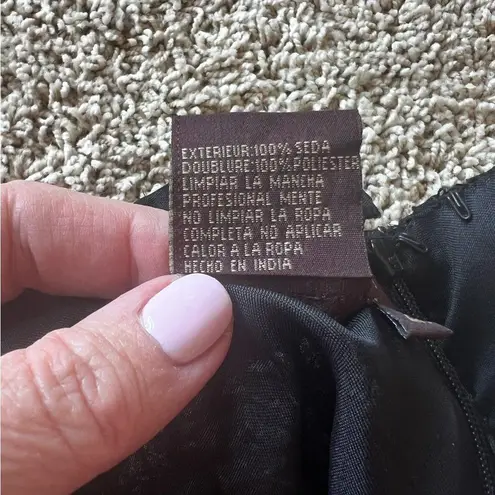 EXTERIEUR:100% SEDA
DOUBLURE:100% POLIESTER
LIMPIAR LA MANCHA
PROFESIONAL MENTE
NO LIMPIAR LA ROPA
COMPLETA NO APLICAR
CALOR A LA ROPA
HECHO EN INDIA